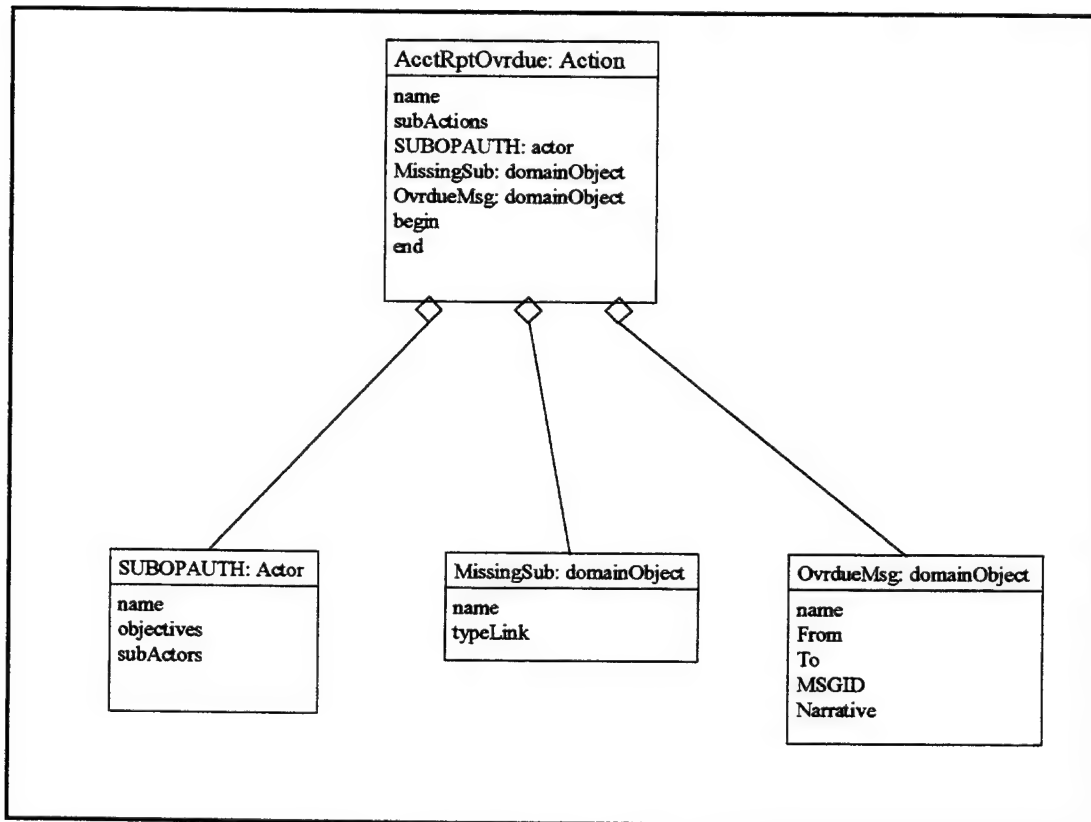 AcctRptOvrdue: Action
name
subActions
SUBOPAUTH: actor
MissingSub: domainObject
OvrdueMsg: domainObject
begin
end
SUBOPAUTH: Actor
name
objectives
subActors
MissingSub: domainObject
name
typeLink
OvrdueMsg: domainObject
name
From
To
MSGID
Narrative